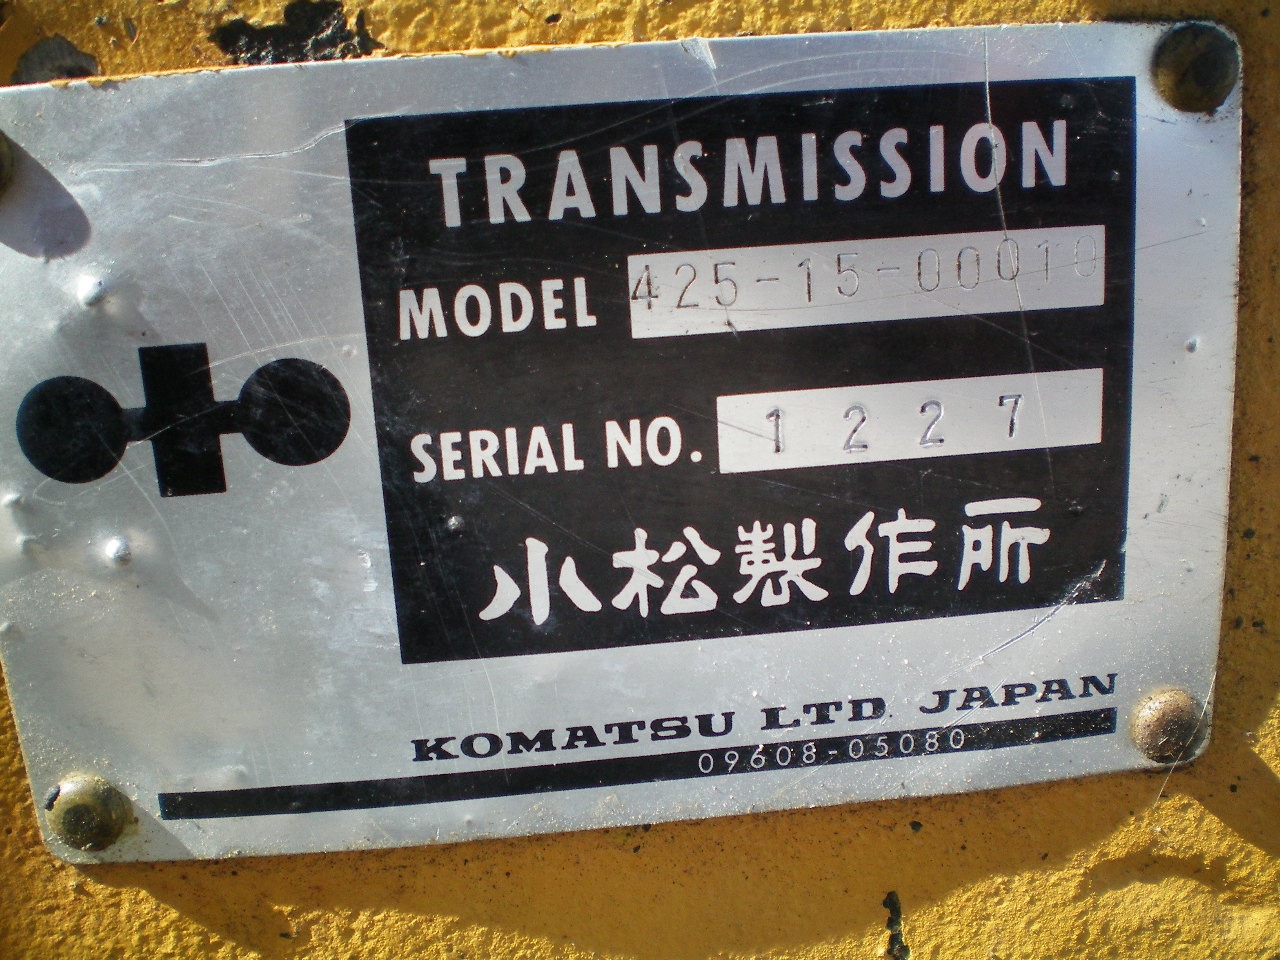 TRANSMISSION
MODEL 425-15-00010
SERIAL NO. 1227
小松製作所
KOMATSU LTD JAPAN
09608-05080